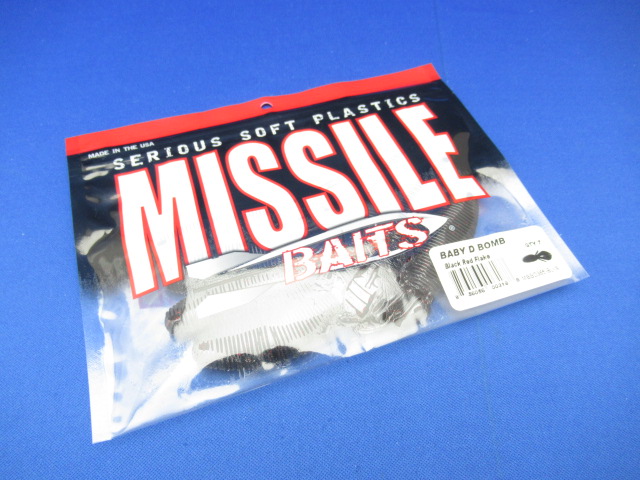 MADE IN THE USA
SERIOUS SOFT PLASTICS
MISSILE
BAITS
BABY D BOMB
Black Red Flake
QTY 7